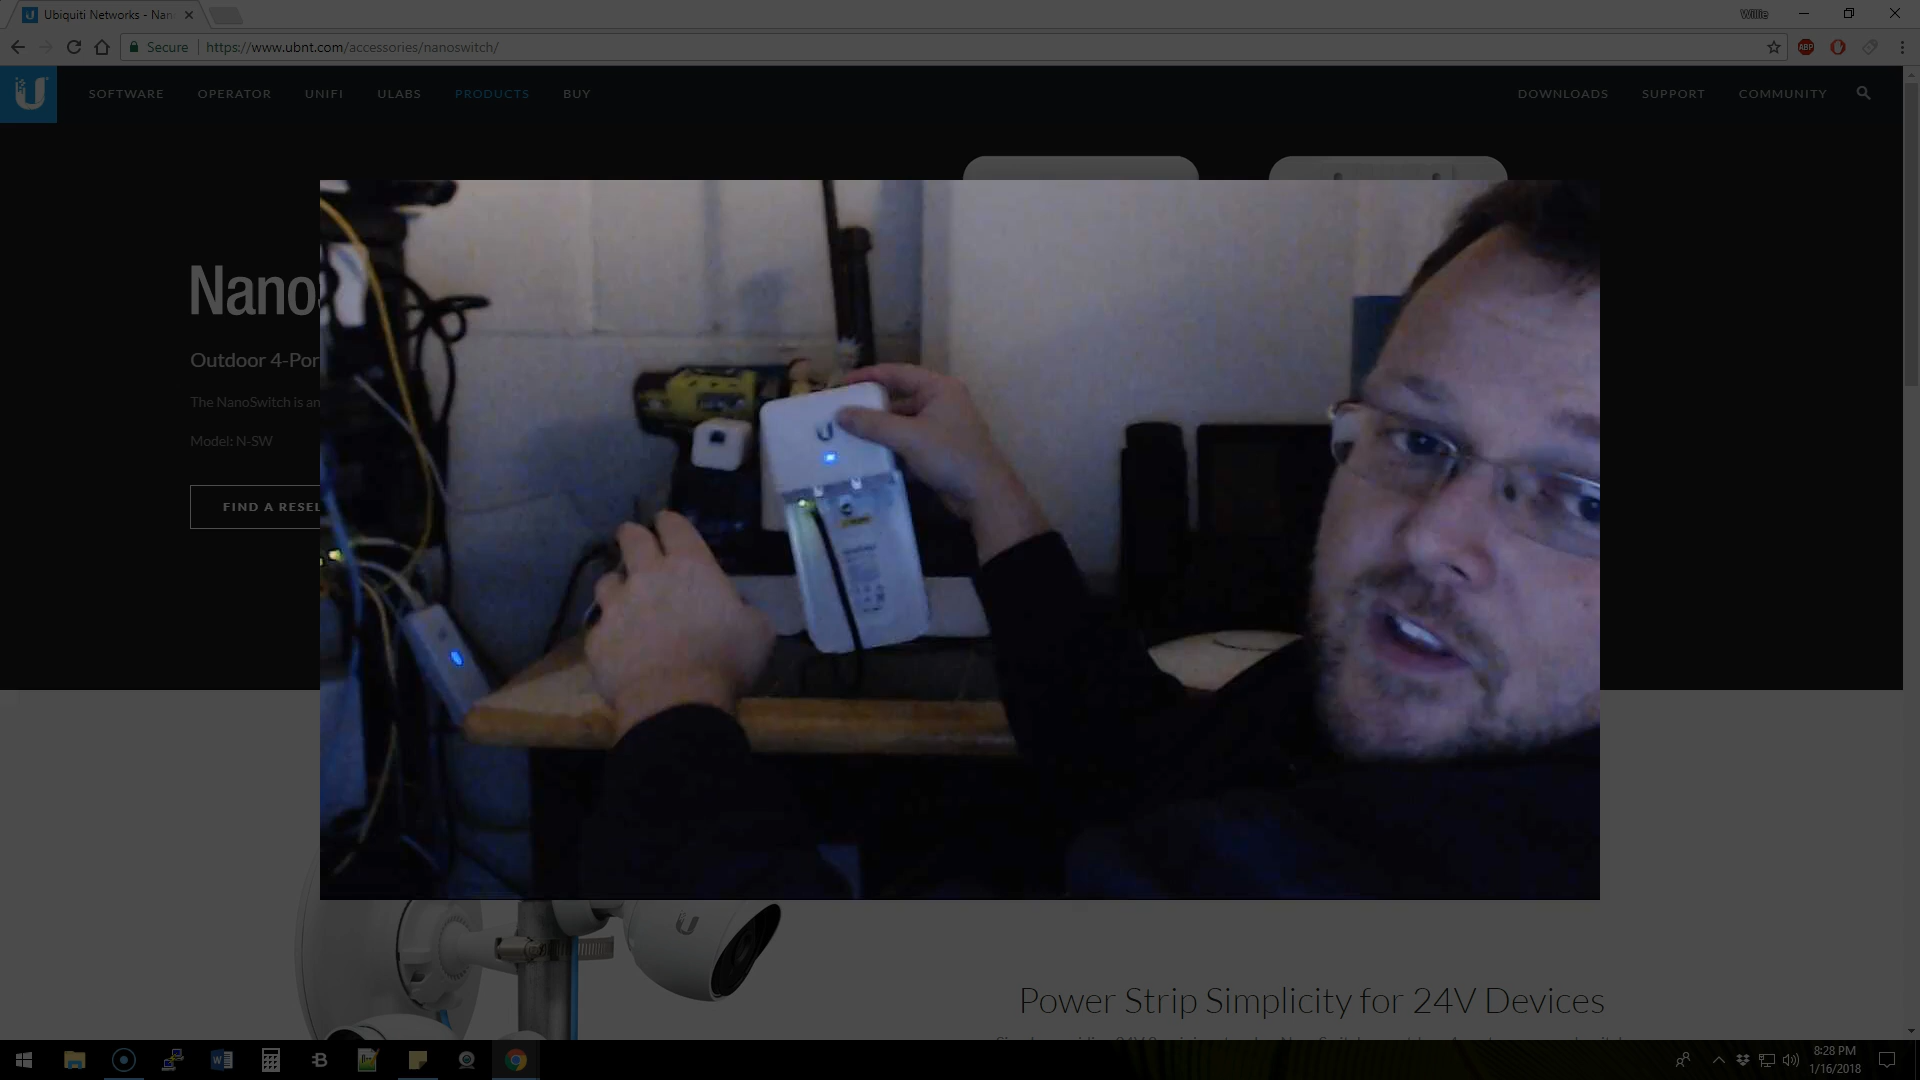 Ubiquiti Networks - Nan
Willie
Secure
https://www.ubnt.com/accessories/nanoswitch/
ABP
SOFTWARE OPERATOR UNIFI ULABS PRODUCTS BUY
DOWNLOADS SUPPORT COMMUNITY
Nano
Outdoor 4-Por
The NanoSwitch is an
Model: N-SW
FIND A RESEL
Power Strip Simplicity for 24V Devices
8:28 PM
1/16/2018